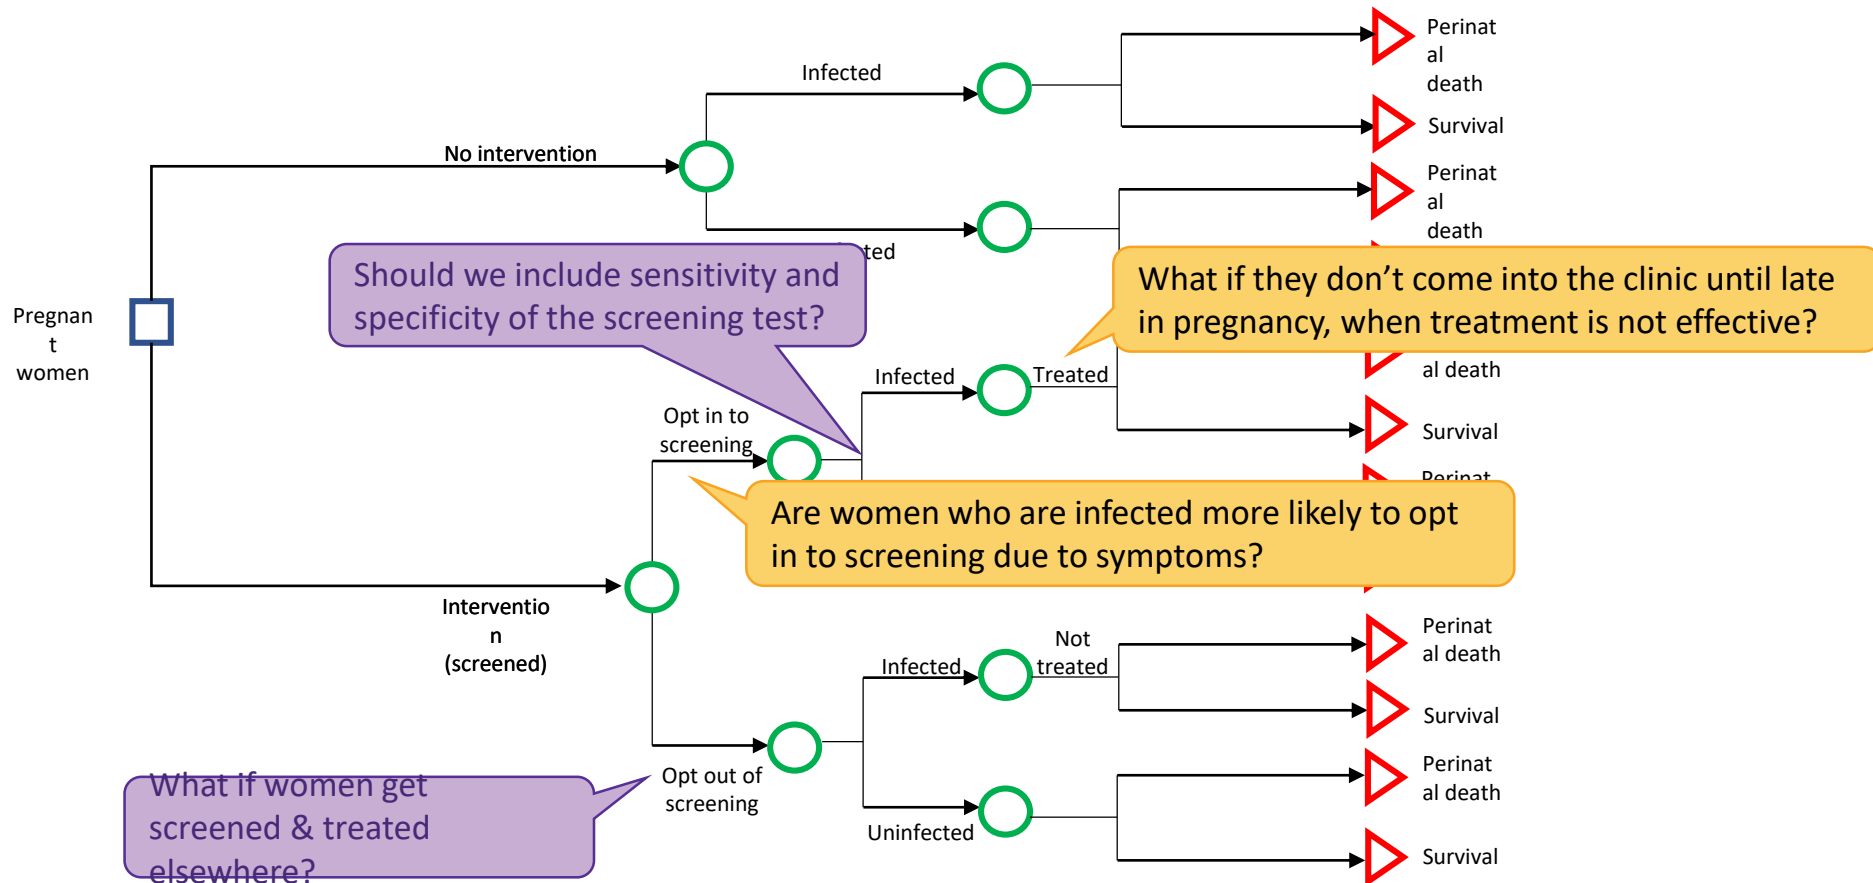 Perinat
al
death
Infected
Survival
No intervention
Perinat
al
death
Should we include sensitivity and
specificity of the screening test?
What if they don’t come into the clinic until late
in pregnancy, when treatment is not effective?
Pregnan
t
women
Infected
Treated
al death
Opt in to
screening
Survival
Are women who are infected more likely to opt
in to screening due to symptoms?
Interventio
n
(screened)
Infected
Not
treated
Perinat
al death
Survival
Opt out of
screening
Perinat
al death
What if women get
screened & treated
elsewhere?
Uninfected
Survival